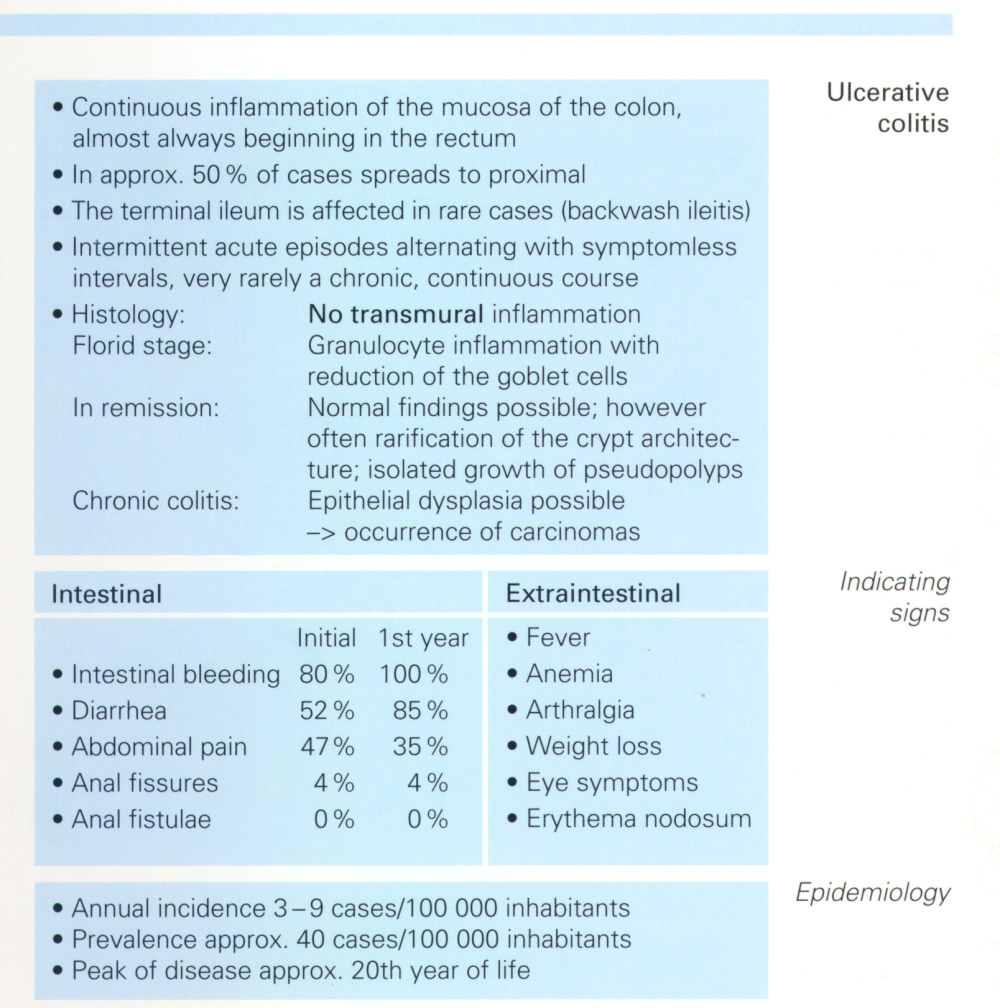 Ulcerative
colitis
• Continuous inflammation of the mucosa of the colon,
almost always beginning in the rectum
• In approx. 50 % of cases spreads to proximal
• The terminal ileum is affected in rare cases (backwash ileitis)
• Intermittent acute episodes alternating with symptomless
intervals, very rarely a chronic, continuous course
• Histology: No transmural inflammation
Florid stage: Granulocyte inflammation with
reduction of the goblet cells
In remission: Normal findings possible; however
often rarification of the crypt architec-
ture; isolated growth of pseudopolyps
Chronic colitis: Epithelial dysplasia possible
–> occurrence of carcinomas
Indicating
signs
Intestinal
Initial 1st year
• Intestinal bleeding 80 % 100 %
• Diarrhea 52 % 85 %
• Abdominal pain 47 % 35 %
• Anal fissures 4 % 4 %
• Anal fistulae 0 % 0 %
Extraintestinal
• Fever
• Anemia
• Arthralgia
• Weight loss
• Eye symptoms
• Erythema nodosum
Epidemiology
• Annual incidence 3–9 cases/100 000 inhabitants
• Prevalence approx. 40 cases/100 000 inhabitants
• Peak of disease approx. 20th year of life